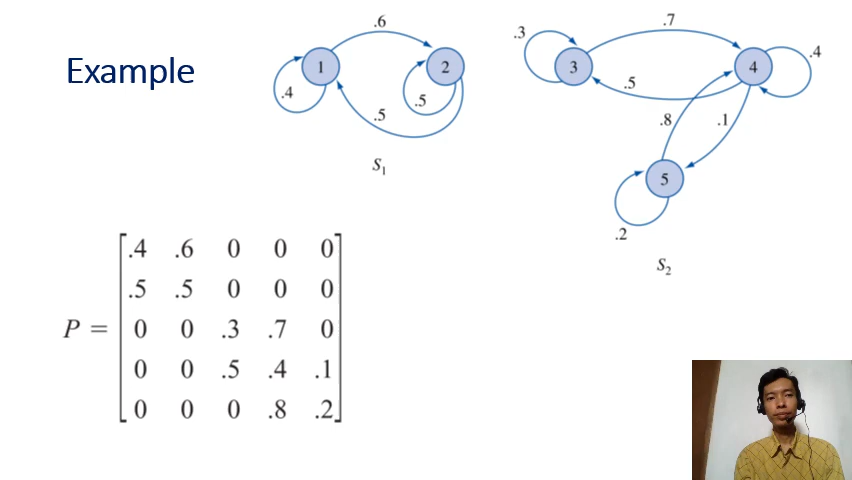 Example
.6
1
2
.4
.5
.5
S1
.7
.3
3
4
.4
.5
.8
.1
5
.2
S2
P =
.4 .6 0 0 0
.5 .5 0 0 0
0 0 .3 .7 0
0 0 .5 .4 .1
0 0 0 .8 .2